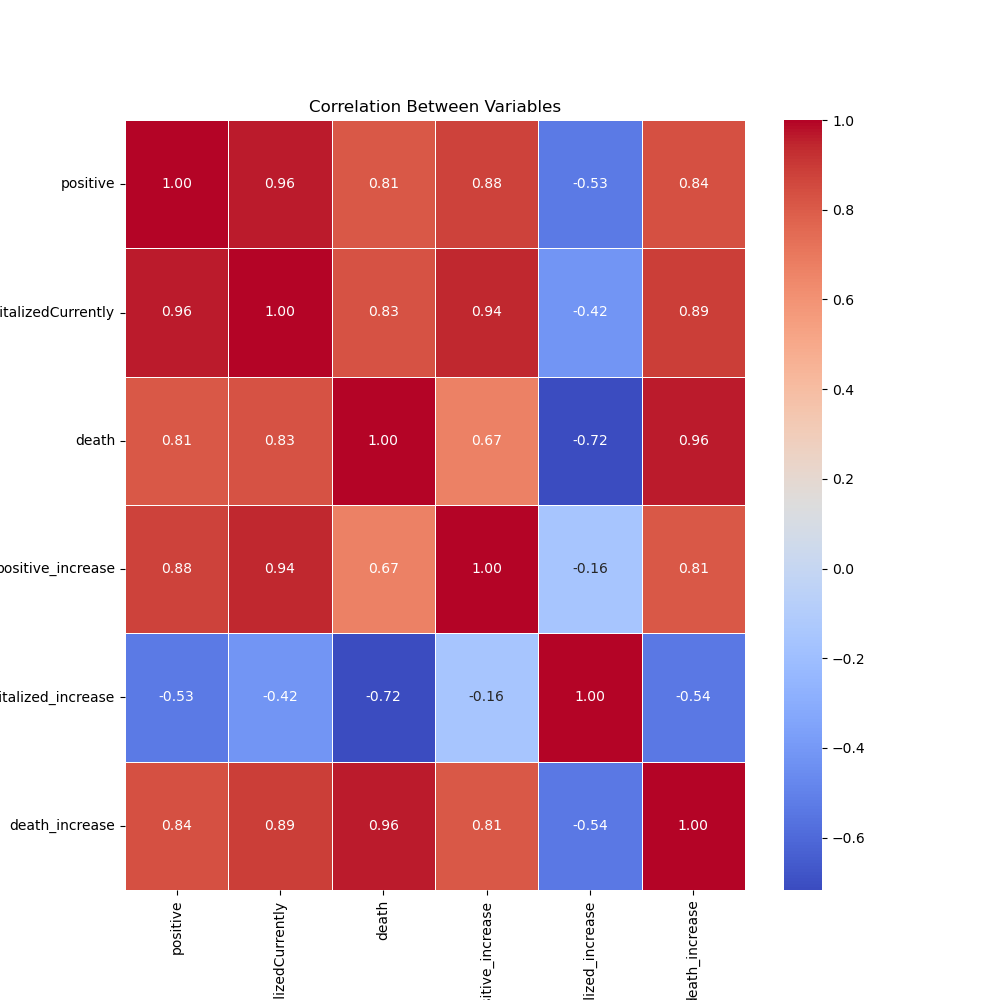 Correlation Between Variables
positive 1.00 0.96 0.81 0.88 -0.53 0.84
italizedCurrently 0.96 1.00 0.83 0.94 -0.42 0.89
death 0.81 0.83 1.00 0.67 -0.72 0.96
positive_increase 0.88 0.94 0.67 1.00 -0.16 0.81
italized_increase -0.53 -0.42 -0.72 -0.16 1.00 -0.54
death_increase 0.84 0.89 0.96 0.81 -0.54 1.00
positive
lizedCurrently
death
sitive_increase
lized_increase
death_increase
1.0
0.8
0.6
0.4
0.2
0.0
−0.2
−0.4
−0.6